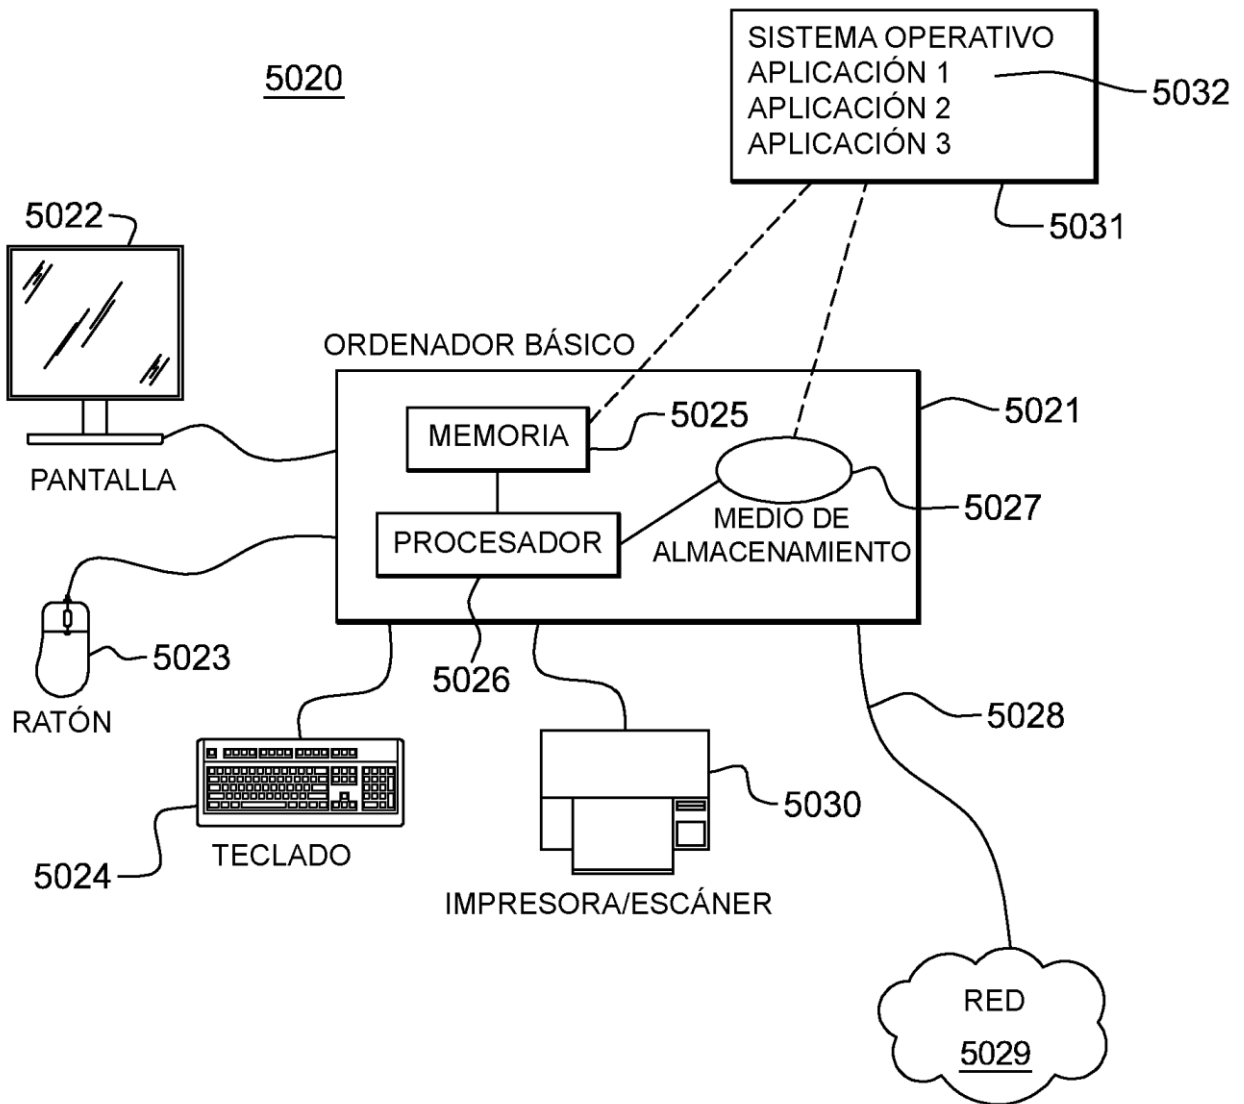 SISTEMA OPERATIVO
APLICACIÓN 1
APLICACIÓN 2
APLICACIÓN 3
5020
5032
5031
5022
PANTALLA
ORDENADOR BÁSICO
MEMORIA
5025
5021
PROCESADOR
5026
5027
MEDIO DE
ALMACENAMIENTO
5023
RATÓN
5024
TECLADO
5030
IMPRESORA/ESCÁNER
5028
RED
5029